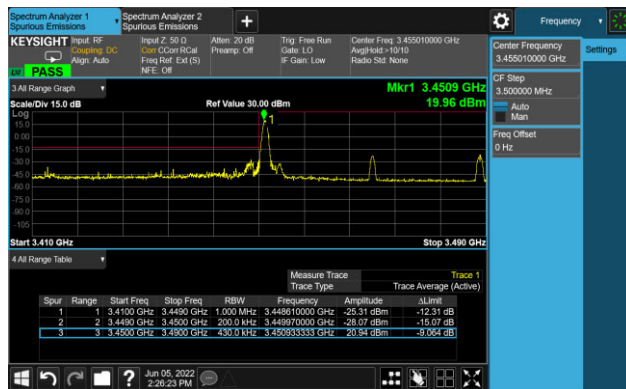 Spectrum Analyzer 1
Spurious Emissions
Spectrum Analyzer 2
Spurious Emissions
+
Frequency
KEYSIGHT
Input: RF
Coupling: DC
Align: Auto
Input Z: 50 Ω
Corr CCorr RCal
Freq Ref: Ext (S)
NFE: Off
Atten: 20 dB
Preamp: Off
Trig: Free Run
Gate: LO
IF Gain: Low
Center Freq: 3.455010000 GHz
Avg|Hold:>10/10
Radio Std: None
PASS
Center Frequency
3.455010000 GHz
Settings
CF Step
3.500000 MHz
Auto
Man
Freq Offset
0 Hz
3 All Range Graph
Mkr1 3.4509 GHz
Scale/Div 15.0 dB
Ref Value 30.00 dBm
19.96 dBm
Log
1
15.0
0.00
-15.0
-30.0
-45.0
-60.0
-75.0
-90.0
-105
Start 3.410 GHz
Stop 3.490 GHz
4 All Range Table
Measure Trace Trace 1
Trace Type Trace Average (Active)
Spur Range Start Freq Stop Freq RBW Frequency Amplitude ΔLimit
1 1 3.4100 GHz 3.4490 GHz 1.000 MHz 3.448610000 GHz -25.31 dBm -12.31 dB
2 2 3.4490 GHz 3.4500 GHz 200.0 kHz 3.449970000 GHz -28.07 dBm -15.07 dB
3 3 3.4500 GHz 3.4900 GHz 430.0 kHz 3.450933333 GHz 20.94 dBm -9.064 dB
?
Jun 05, 2022
2:26:23 PM